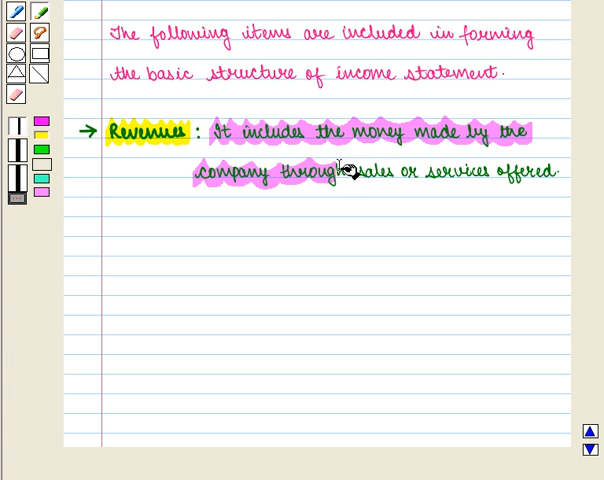 The following items are included in forming
the basic structure of income statement.
→ Revenues : It includes the money made by the
company through sales or services offered.